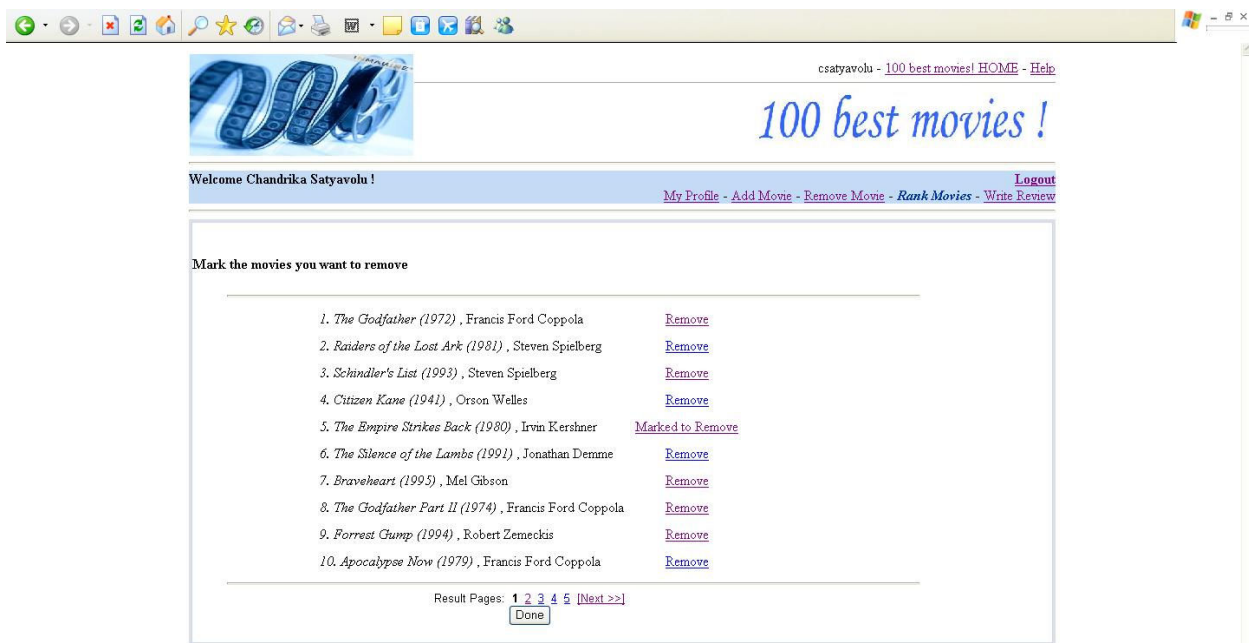 csatyavolu - 100 best movies! HOME - Help
100 best movies !
Welcome Chandrika Satyavolu !
Logout
My Profile - Add Movie - Remove Movie - Rank Movies - Write Review
Mark the movies you want to remove
1. The Godfather (1972) , Francis Ford Coppola Remove
2. Raiders of the Lost Ark (1981) , Steven Spielberg Remove
3. Schindler's List (1993) , Steven Spielberg Remove
4. Citizen Kane (1941) , Orson Welles Remove
5. The Empire Strikes Back (1980) , Irvin Kershner Marked to Remove
6. The Silence of the Lambs (1991) , Jonathan Demme Remove
7. Braveheart (1995) , Mel Gibson Remove
8. The Godfather Part II (1974) , Francis Ford Coppola Remove
9. Forrest Gump (1994) , Robert Zemeckis Remove
10. Apocalypse Now (1979) , Francis Ford Coppola Remove
Result Pages: 1 2 3 4 5 [Next >>]
Done